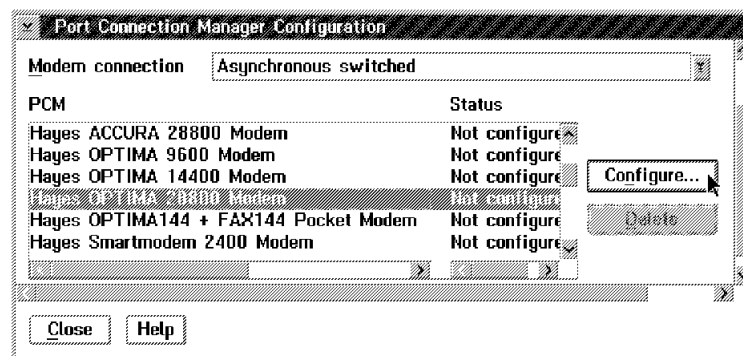 Port Connection Manager Configuration
Modem connection Asynchronous switched
PCM Status
Hayes ACCURA 28800 Modem Not configure
Hayes OPTIMA 9600 Modem Not configure
Hayes OPTIMA 14400 Modem Not configure
Hayes OPTIMA 28800 Modem Not configure
Hayes OPTIMA144 + FAX144 Pocket Modem Not configure
Hayes Smartmodem 2400 Modem Not configure
Configure...
Delete
Close Help